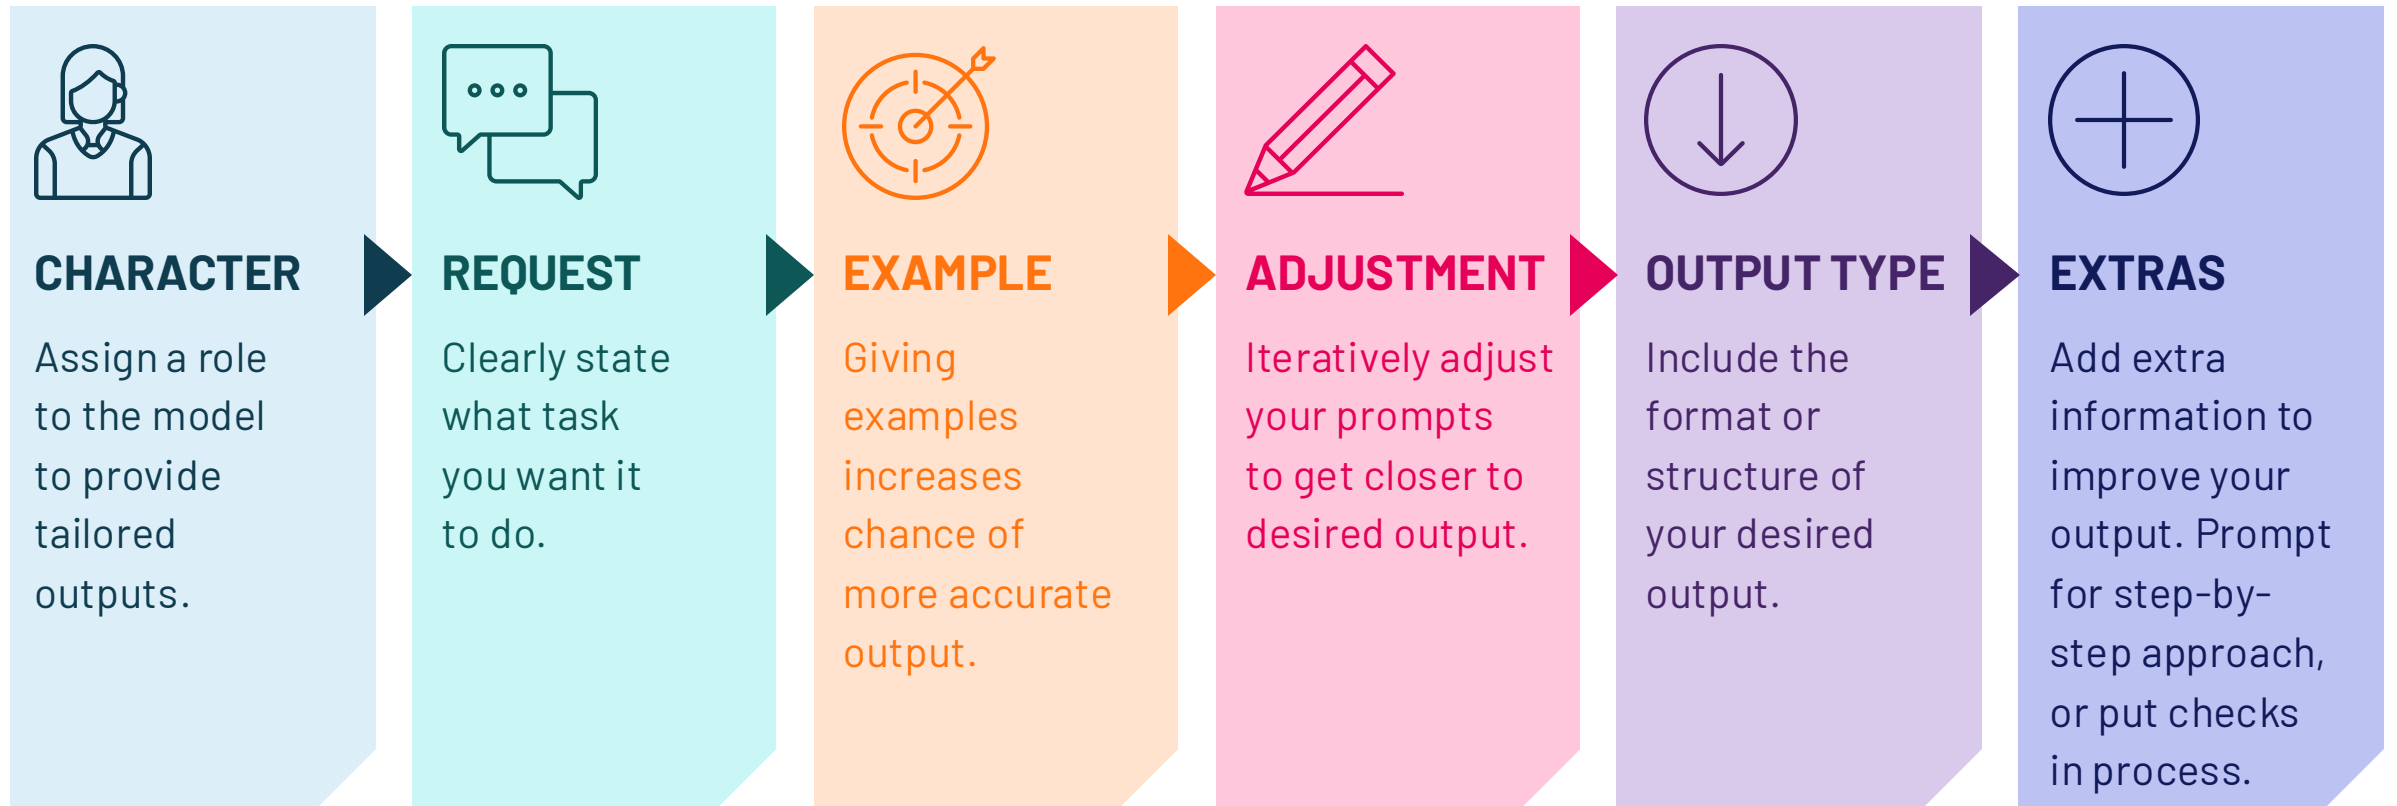 CHARACTER
Assign a role
to the model
to provide
tailored
outputs.
REQUEST
Clearly state
what task
you want it
to do.
EXAMPLE
Giving
examples
increases
chance of
more accurate
output.
ADJUSTMENT
Iteratively adjust
your prompts
to get closer to
desired output.
OUTPUT TYPE
Include the
format or
structure of
your desired
output.
EXTRAS
Add extra
information to
improve your
output. Prompt
for step-by-
step approach,
or put checks
in process.